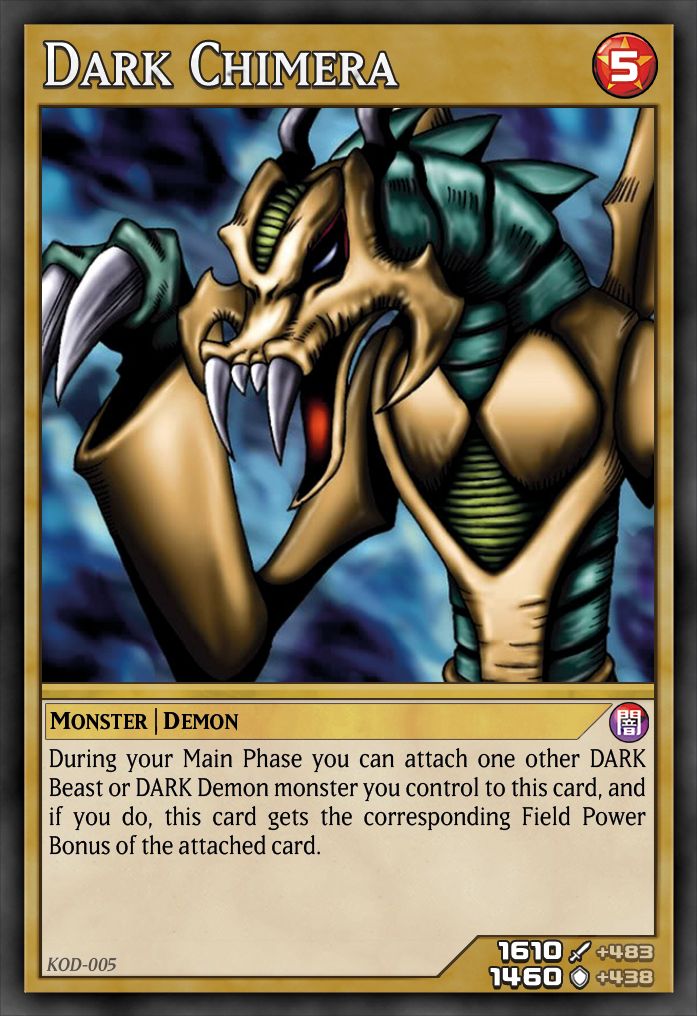 Dark Chimera
5
Monster | Demon
闇
During your Main Phase you can attach one other DARK
Beast or DARK Demon monster you control to this card, and
if you do, this card gets the corresponding Field Power
Bonus of the attached card.
1610 +483
KOD-005
1460 +438